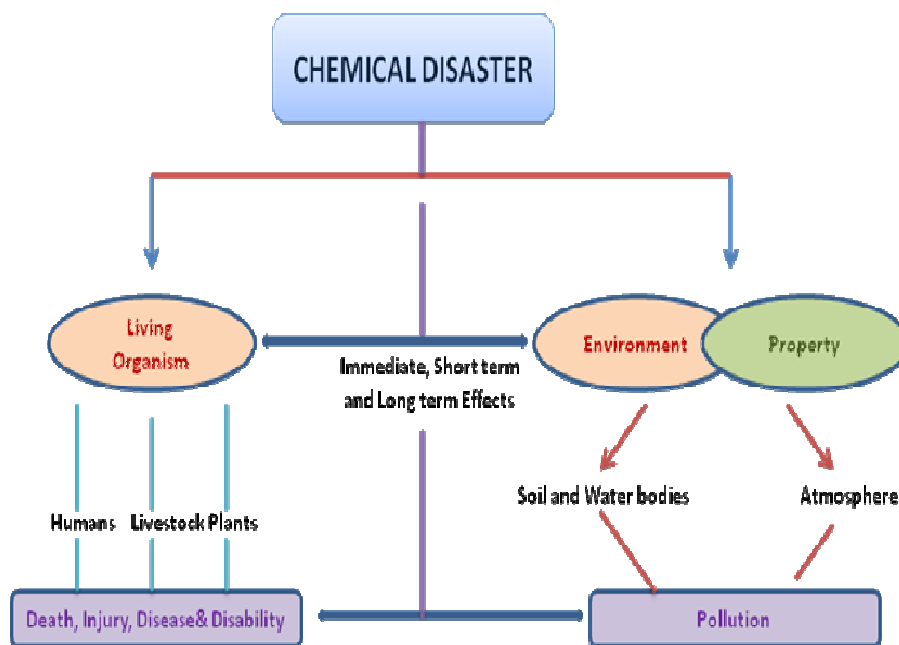 CHEMICAL DISASTER
Living
Organism
Environment
Property
Immediate, Short term
and Long term Effects
Soil and Water bodies
Atmosphere
Humans
Livestock Plants
Death, Injury, Disease& Disability
Pollution